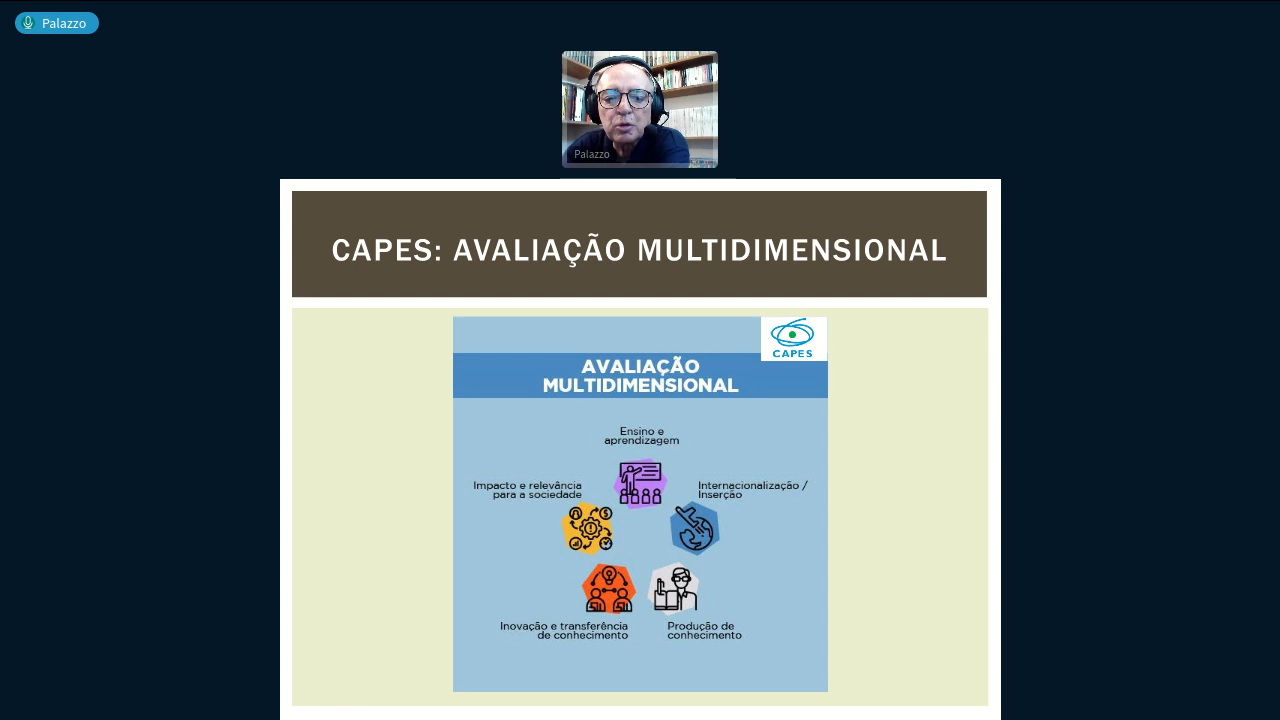 Palazzo
Palazzo
CAPES: AVALIAÇÃO MULTIDIMENSIONAL
CAPES
AVALIAÇÃO
MULTIDIMENSIONAL
Ensino e
aprendizagem
Impacto e relevância
para a sociedade
Internacionalização /
Inserção
Inovação e transferência
de conhecimento
Produção de
conhecimento